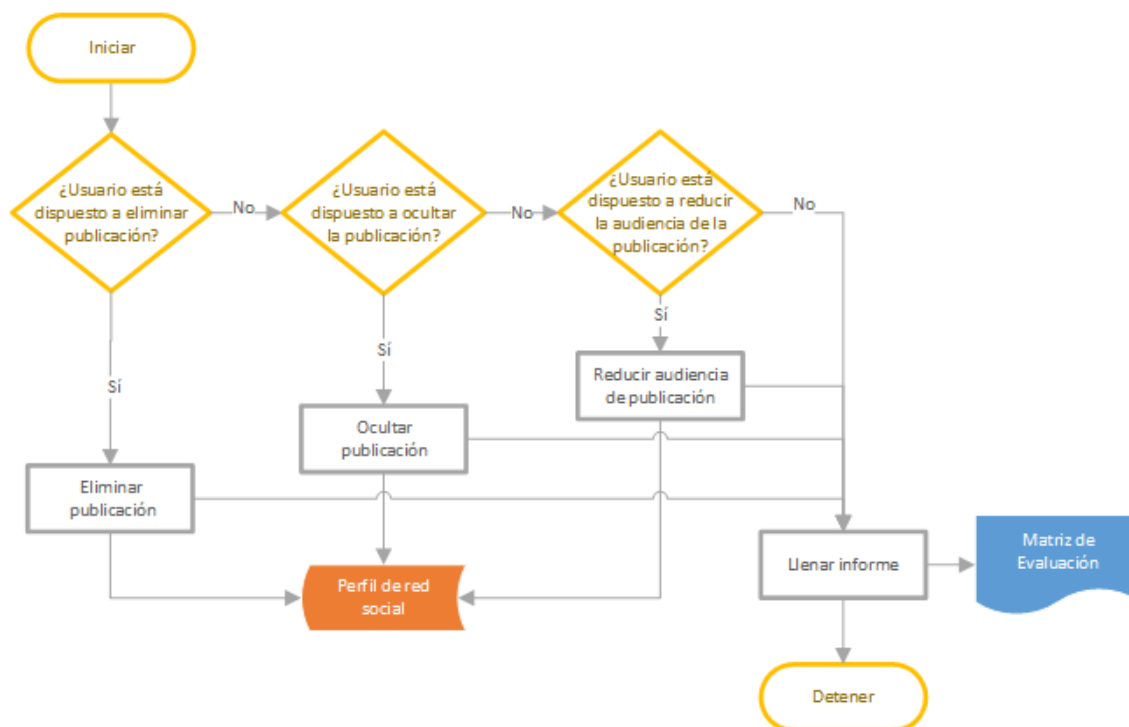 Iniciar
¿Usuario está
dispuesto a eliminar
publicación?
No
¿Usuario está
dispuesto a ocultar
la publicación?
No
¿Usuario está
dispuesto a reducir
la audiencia de la
publicación?
No
Sí
Sí
Sí
Reducir audiencia
de publicación
Ocultar
publicación
Eliminar
publicación
Perfil de red
social
Llenar informe
Matriz de
Evaluación
Detener